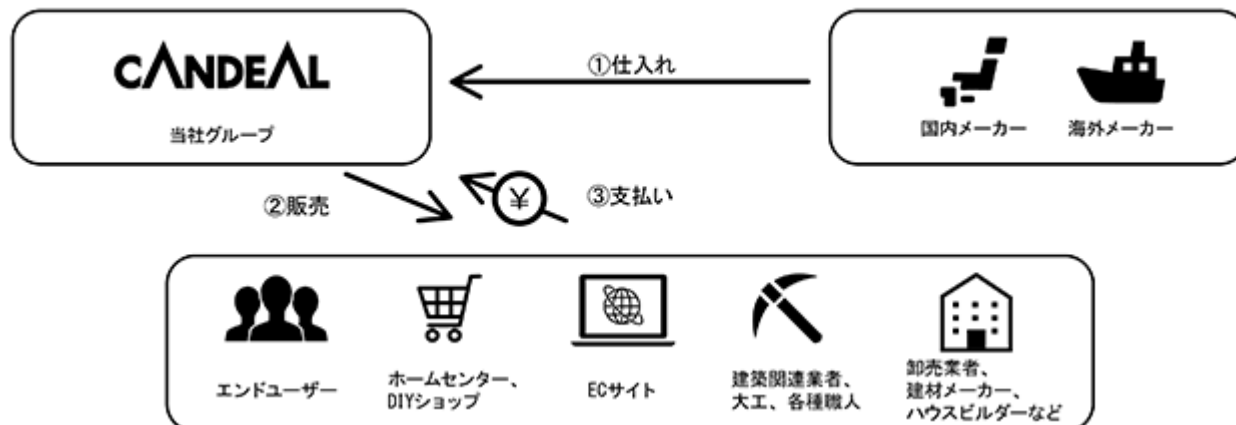 CANDEAL
当社グループ
①仕入れ
国内メーカー
海外メーカー
②販売
¥
③支払い
エンドユーザー
ホームセンター、
DIYショップ
ECサイト
建築関連業者、
大工、各種職人
卸売業者、
建材メーカー、
ハウスビルダーなど